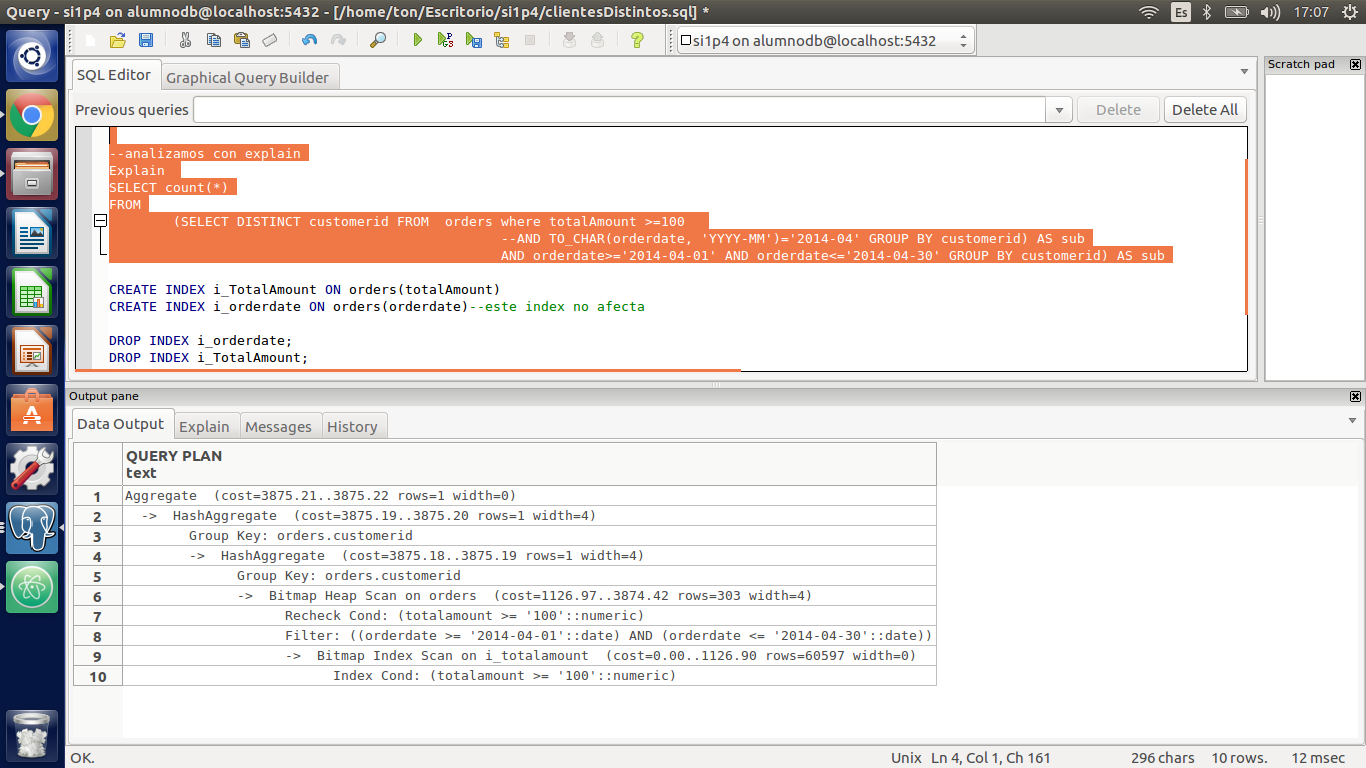 Query - si1p4 on alumnodb@localhost:5432 - [/home/ton/Escritorio/si1p4/clientesDistintos.sql] *
Es
17:07
si1p4 on alumnodb@localhost:5432
SQL Editor
Graphical Query Builder
Scratch pad
Previous queries
Delete
Delete All
--analizamos con explain
Explain
SELECT count(*)
FROM
(SELECT DISTINCT customerid FROM  orders where totalAmount >=100
--AND TO_CHAR(orderdate, 'YYYY-MM')='2014-04' GROUP BY customerid) AS sub
AND orderdate>='2014-04-01' AND orderdate<='2014-04-30' GROUP BY customerid) AS sub
CREATE INDEX i_TotalAmount ON orders(totalAmount)
CREATE INDEX i_orderdate ON orders(orderdate)--este index no afecta
DROP INDEX i_orderdate;
DROP INDEX i_TotalAmount;
Output pane
Data Output
Explain
Messages
History
QUERY PLAN
text
1 Aggregate  (cost=3875.21..3875.22 rows=1 width=0)
2 ->  HashAggregate  (cost=3875.19..3875.20 rows=1 width=4)
3 Group Key: orders.customerid
4 ->  HashAggregate  (cost=3875.18..3875.19 rows=1 width=4)
5 Group Key: orders.customerid
6 ->  Bitmap Heap Scan on orders  (cost=1126.97..3874.42 rows=303 width=4)
7 Recheck Cond: (totalamount >= '100'::numeric)
8 Filter: ((orderdate >= '2014-04-01'::date) AND (orderdate <= '2014-04-30'::date))
9 ->  Bitmap Index Scan on i_totalamount  (cost=0.00..1126.90 rows=60597 width=0)
10 Index Cond: (totalamount >= '100'::numeric)
OK.
Unix
Ln 4, Col 1, Ch 161
296 chars
10 rows.
12 msec